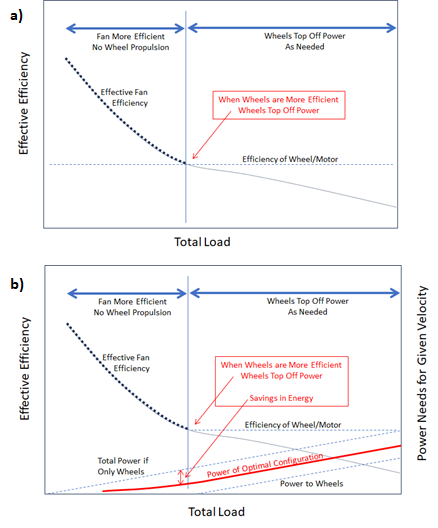 a)
Fan More Efficient
No Wheel Propulsion
Wheels Top Off Power
As Needed
Effective Fan
Efficiency
When Wheels are More Efficient
Wheels Top Off Power
Efficiency of Wheel/Motor
Effective Efficiency
Total Load
b)
Fan More Efficient
No Wheel Propulsion
Wheels Top Off Power
As Needed
Effective Fan
Efficiency
When Wheels are More Efficient
Wheels Top Off Power
Savings in Energy
Efficiency of Wheel/Motor
Total Power if
Only Wheels
Power of Optimal Configuration
Power to Wheels
Effective Efficiency
Power Needs for Given Velocity
Total Load